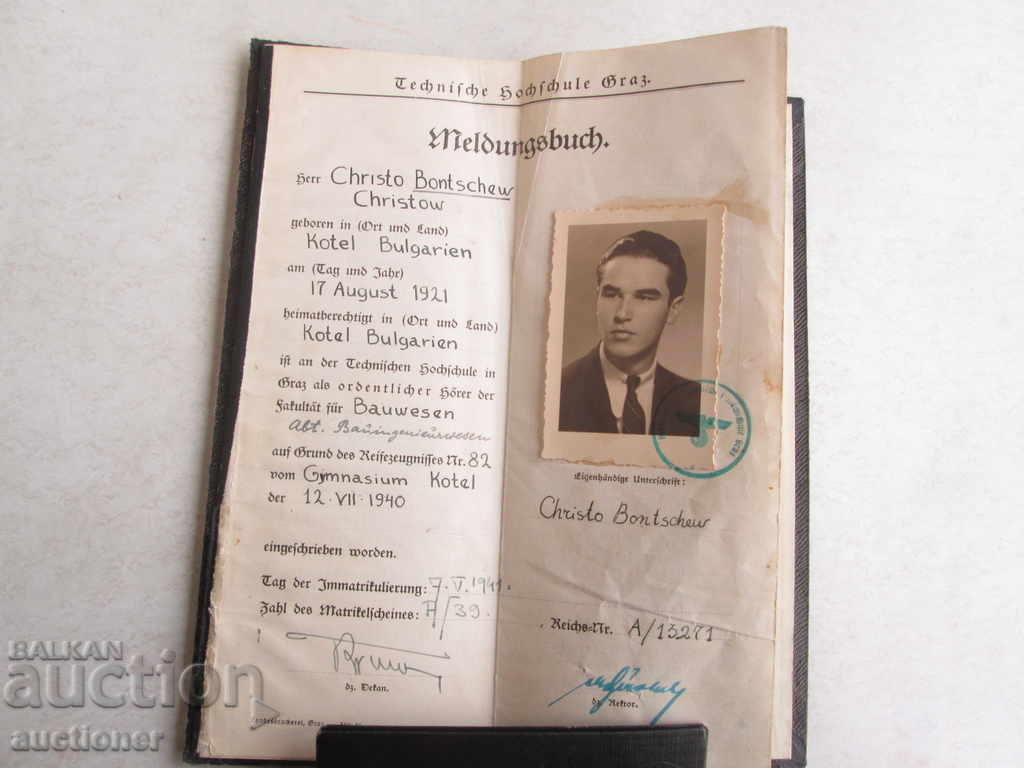 Technische Hochschule Graz.
Meldungsbuch.
Herr Christo Bontschew
Christow
geboren in (Ort und Land)
Kotel Bulgarien
am (Tag und Jahr)
17 August 1921
heimatberechtigt in (Ort und Land)
Kotel Bulgarien
ist an der Technischen Hochschule in
Graz als ordentlicher Hörer der
Fakultät für Bauwesen
Abt. Bauingenieurwesen
auf Grund des Reifezeugnisses Nr. 82
vom Gymnasium Kotel
der 12·VII·1940
eingeschrieben worden.
Tag der Immatrikulierung: 7.V.1941.
Zahl des Matrikelscheines: A/39.
dz. Dekan.
Eigenhändige Unterschrift:
Christo Bontschew
Reichs-Nr. A/13271
dz. Rektor.
BALKAN
auction
auctioner